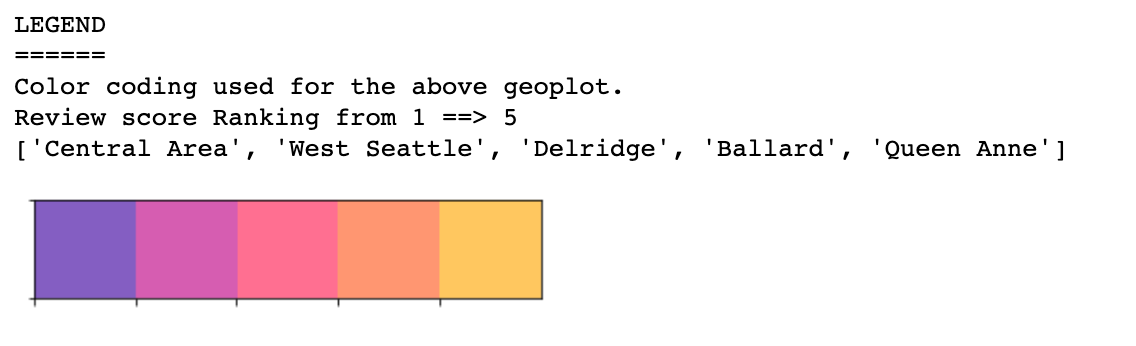 LEGEND
======
Color coding used for the above geoplot.
Review score Ranking from 1 ==> 5
['Central Area', 'West Seattle', 'Delridge', 'Ballard', 'Queen Anne']